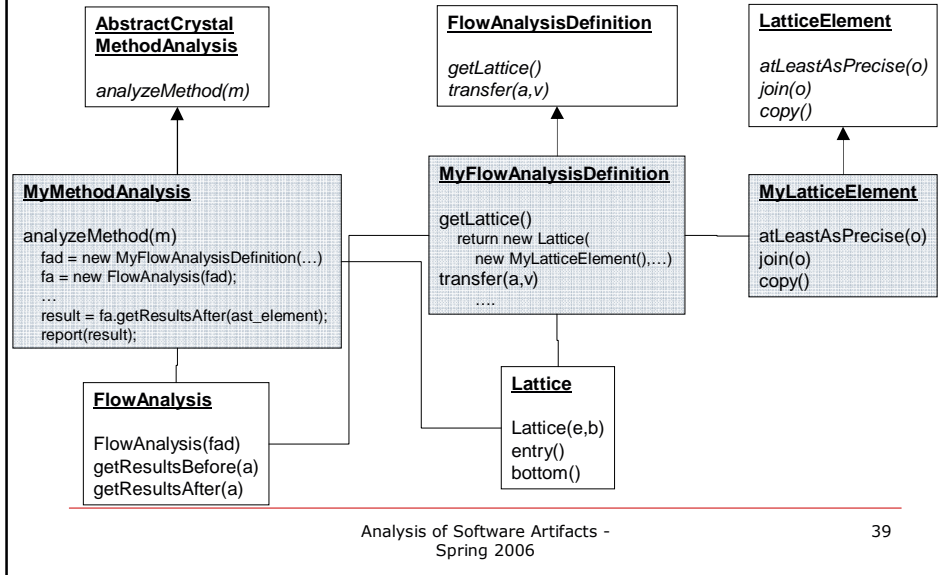 AbstractCrystal
MethodAnalysis
analyzeMethod(m)
FlowAnalysisDefinition
getLattice()
transfer(a,v)
LatticeElement
atLeastAsPrecise(o)
join(o)
copy()
MyMethodAnalysis
analyzeMethod(m)
fad = new MyFlowAnalysisDefinition(…)
fa = new FlowAnalysis(fad);
…
result = fa.getResultsAfter(ast_element);
report(result);
MyFlowAnalysisDefinition
getLattice()
return new Lattice(
new MyLatticeElement(),…)
transfer(a,v)
….
MyLatticeElement
atLeastAsPrecise(o)
join(o)
copy()
FlowAnalysis
FlowAnalysis(fad)
getResultsBefore(a)
getResultsAfter(a)
Lattice
Lattice(e,b)
entry()
bottom()
Analysis of Software Artifacts -
Spring 2006
39